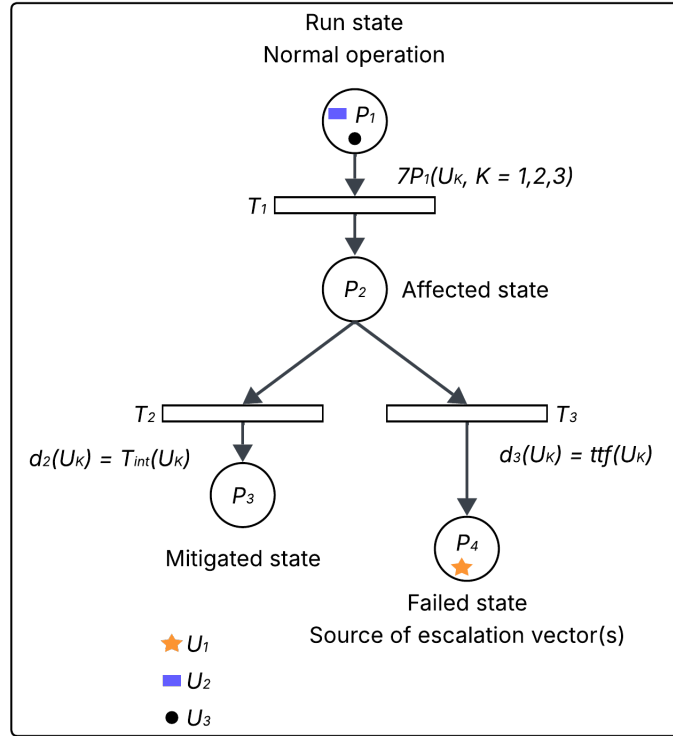 Run state
Normal operation
P₁
7P₁(Uₖ, K = 1,2,3)
T₁
P₂ Affected state
T₂ T₃
d₂(Uₖ) = Tᵢₙₜ(Uₖ) d₃(Uₖ) = ttf(Uₖ)
P₃
P₄
Mitigated state
Failed state
Source of escalation vector(s)
U₁
U₂
U₃